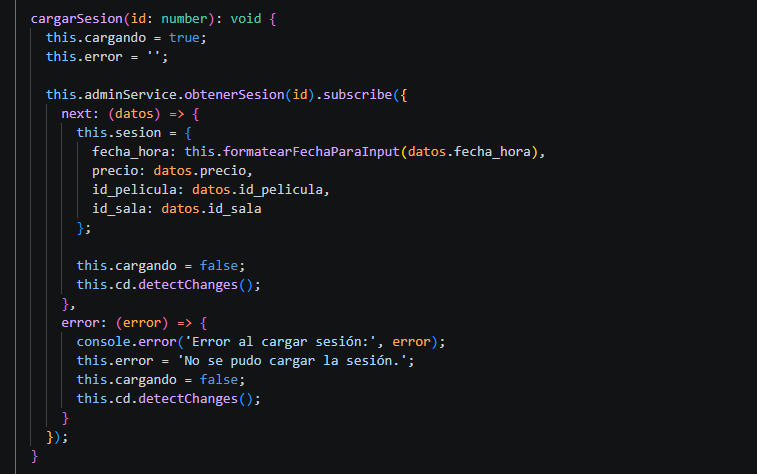 cargarSesion(id: number): void {
this.cargando = true;
this.error = '';
this.adminService.obtenerSesion(id).subscribe({
next: (datos) => {
this.sesion = {
fecha_hora: this.formatearFechaParaInput(datos.fecha_hora),
precio: datos.precio,
id_pelicula: datos.id_pelicula,
id_sala: datos.id_sala
};
this.cargando = false;
this.cd.detectChanges();
},
error: (error) => {
console.error('Error al cargar sesión:', error);
this.error = 'No se pudo cargar la sesión.';
this.cargando = false;
this.cd.detectChanges();
}
});
}